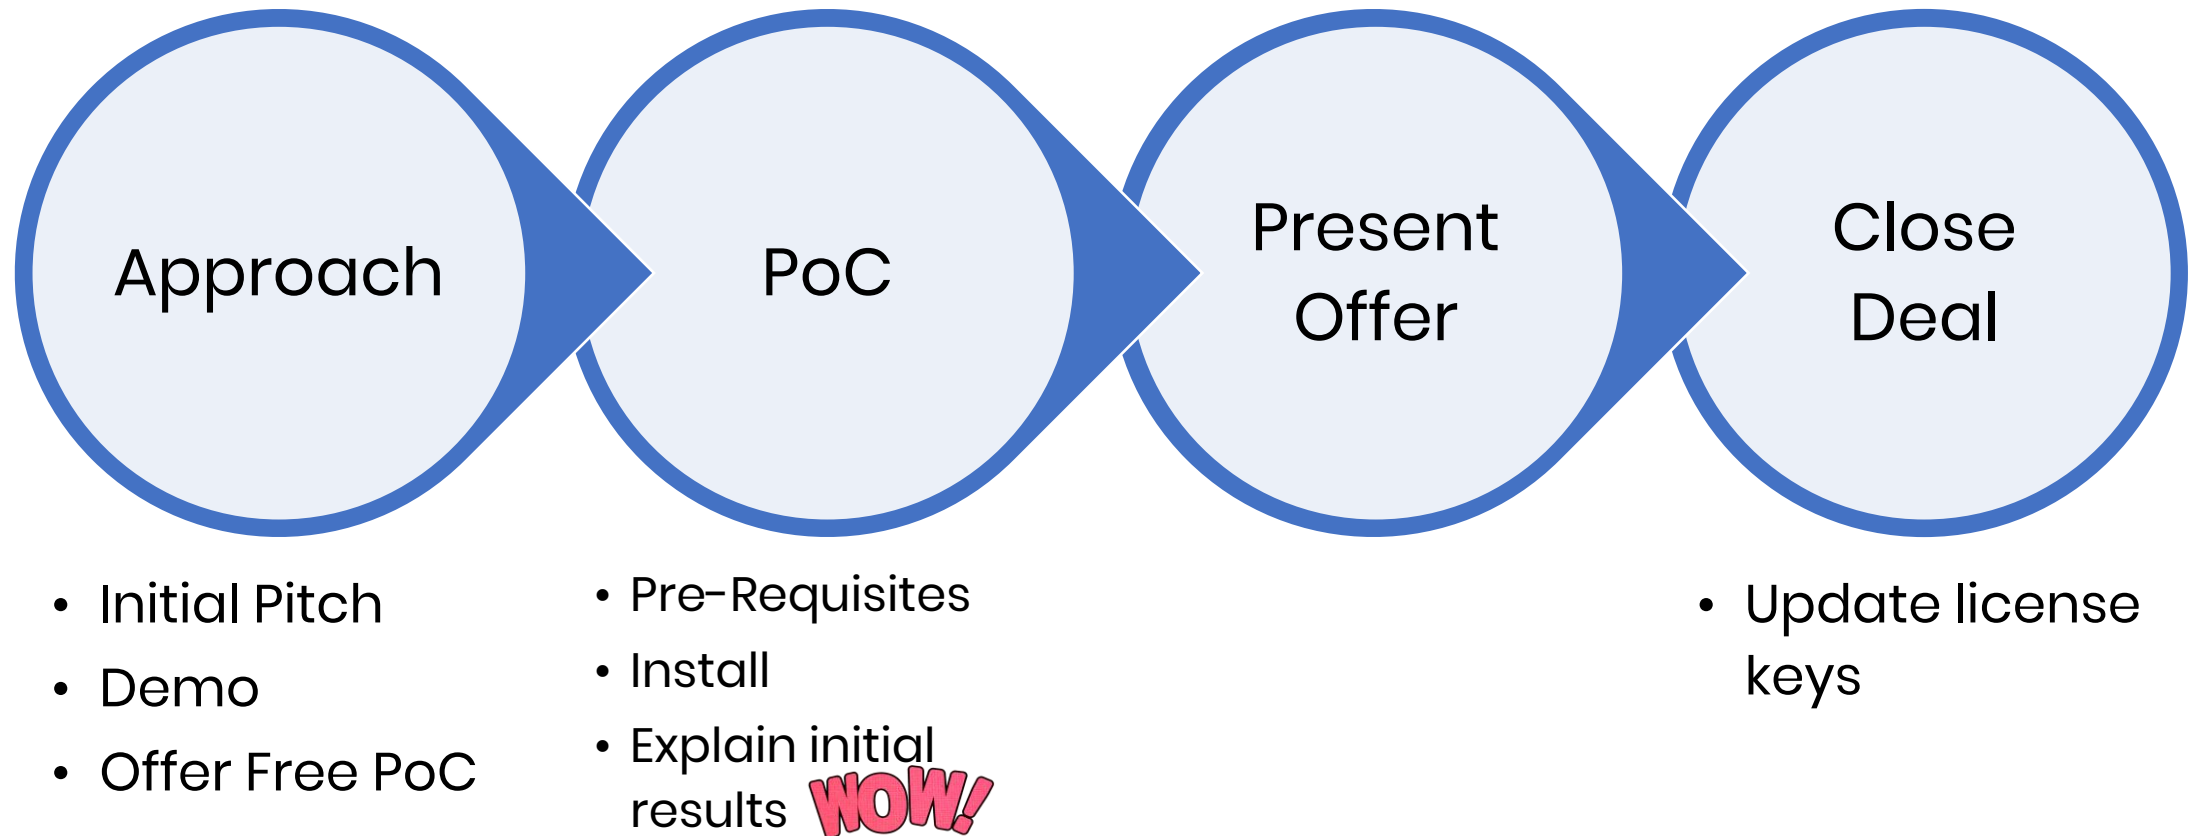 Approach
PoC
Present
Offer
Close
Deal
• Initial Pitch
• Demo
• Offer Free PoC
• Pre-Requisites
• Install
• Explain initial
results WOW!
• Update license
keys